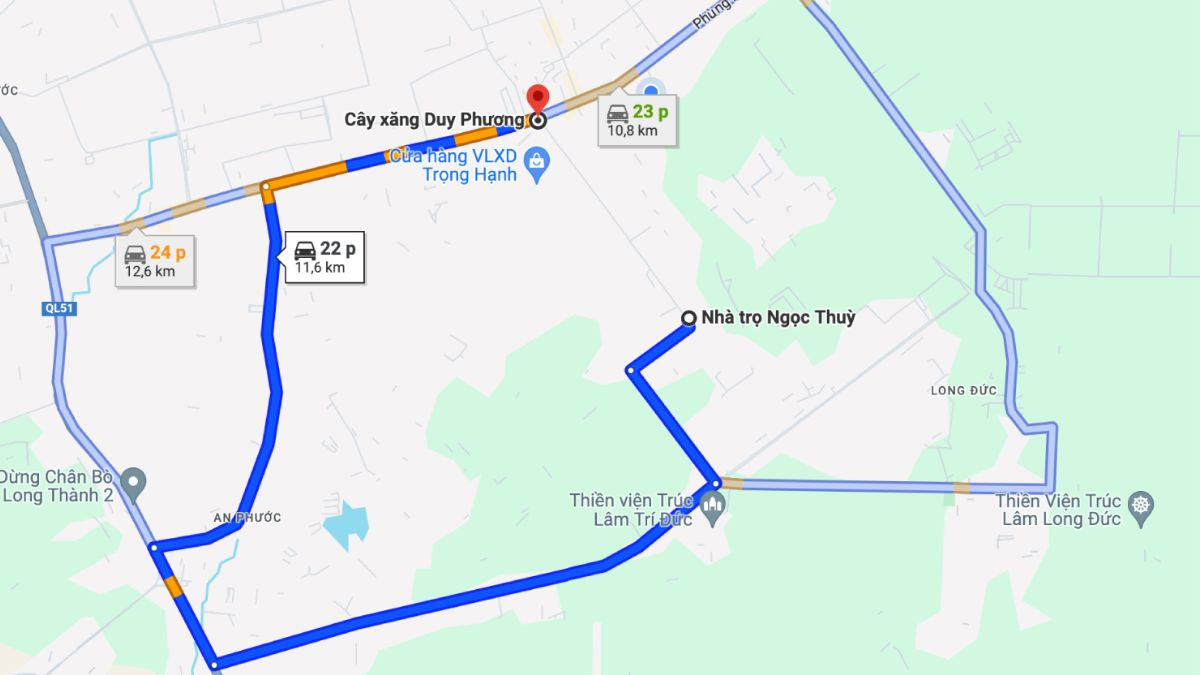 Phùng
ƯỚC
Cây xăng Duy Phương
23 p
10,8 km
Cửa hàng VLXD
Trọng Hạnh
22 p
11,6 km
24 p
12,6 km
QL51
Nhà trọ Ngọc Thuỳ
LONG ĐỨC
Dừng Chân Bò
Long Thành 2
AN PHƯỚC
Thiền viện Trúc
Lâm Trí Đức
Thiền Viện Trúc
Lâm Long Đức